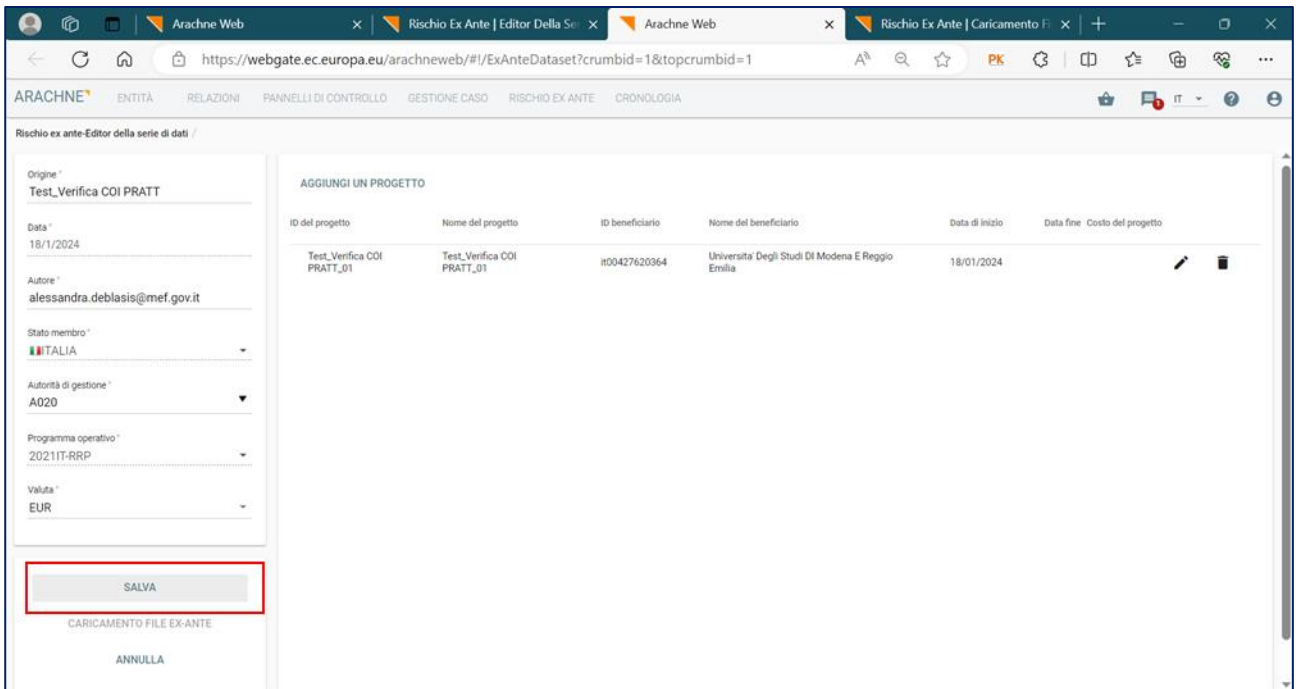 Arachne Web
Rischio Ex Ante | Editor Della Se
Arachne Web
Rischio Ex Ante | Caricamento Fi
https://webgate.ec.europa.eu/arachneweb/#!/ExAnteDataset?crumbid=1&topcrumbid=1
PK
ARACHNE ENTITÀ RELAZIONI PANNELLI DI CONTROLLO GESTIONE CASO RISCHIO EX ANTE CRONOLOGIA
1 IT
Rischio ex ante-Editor della serie di dati /
Origine *
Test_Verifica COI PRATT
Data *
18/1/2024
Autore *
alessandra.deblasis@mef.gov.it
Stato membro *
ITALIA
Autorità di gestione *
A020
Programma operativo *
2021IT-RRP
Valuta *
EUR
SALVA
CARICAMENTO FILE EX-ANTE
ANNULLA
AGGIUNGI UN PROGETTO
ID del progetto Nome del progetto ID beneficiario Nome del beneficiario Data di inizio Data fine Costo del progetto
Test_Verifica COI PRATT_01
Test_Verifica COI PRATT_01
it00427620364
Universita' Degli Studi DI Modena E Reggio Emilia
18/01/2024